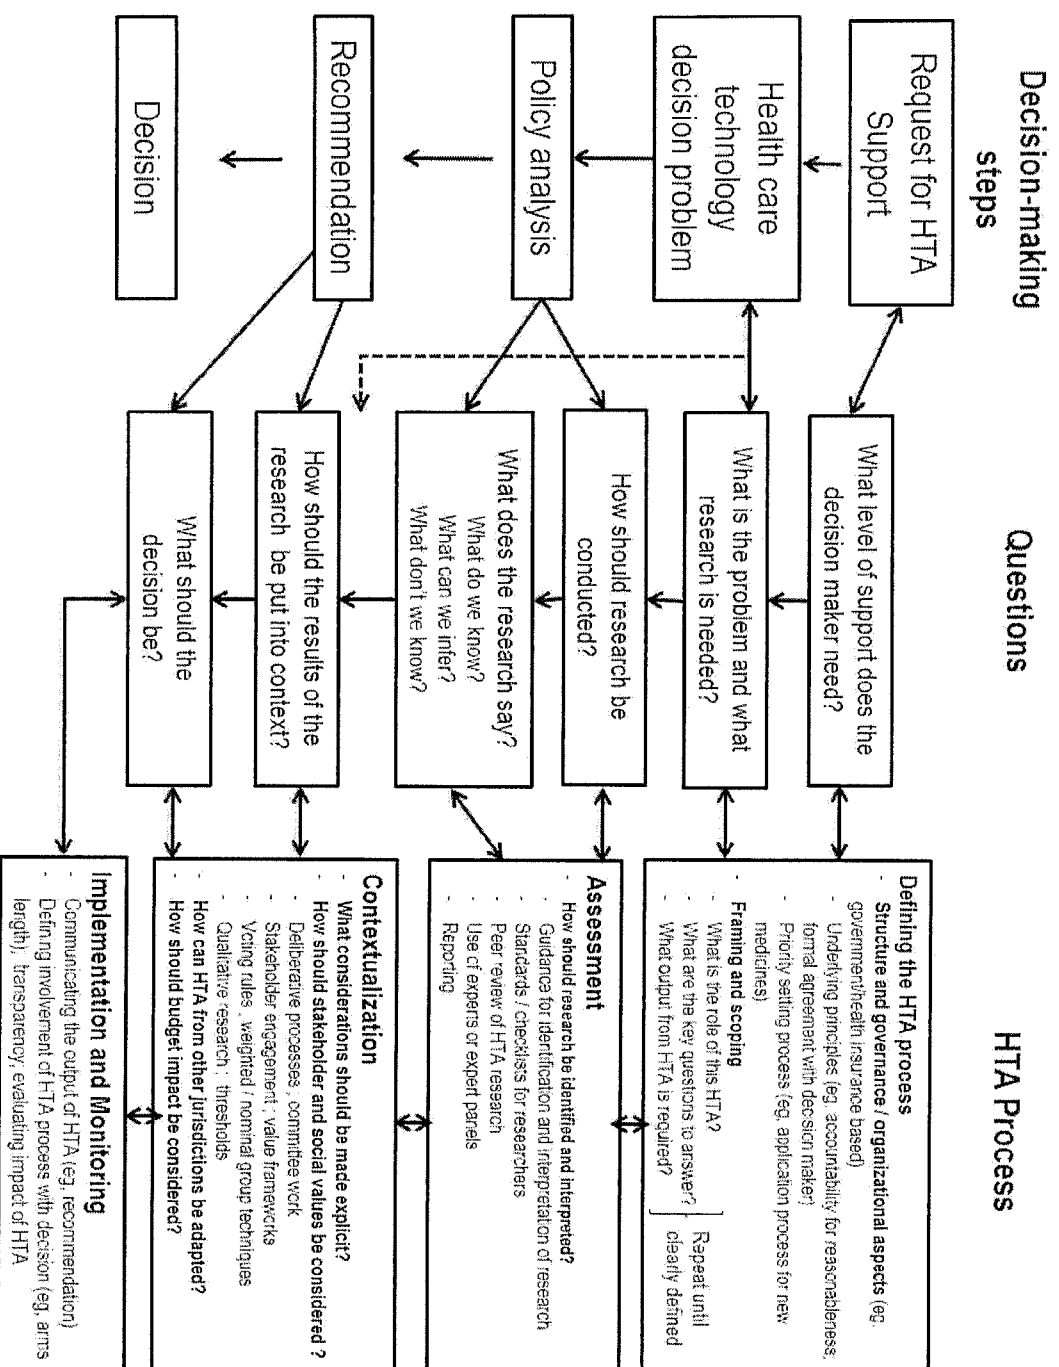 Decision-making
steps
Request for HTA
Support
Health care
technology
decision problem
Policy analysis
Recommendation
Decision
Questions
What level of support does the
decision maker need?
What is the problem and what
research is needed?
How should research be
conducted?
What does the research say?
What do we know?
What can we infer?
What don't we know?
How should the results of the
research be put into context?
What should the
decision be?
HTA Process
Defining the HTA process
- Structure and governance / organizational aspects (eg.
government/health insurance based)
- Underlying principles (eg. accountability for reasonableness;
formal agreement with decision maker)
- Priority setting process (eg. application process for new
medicines)
- Framing and scoping
- What is the role of this HTA?
- What are the key questions to answer?
- What output from HTA is required?
Repeat until
clearly defined
Assessment
- How should research be identified and interpreted?
- Guidance for identification and interpretation of research
- Standards / checklists for researchers
- Peer review of HTA research
- Use of experts or expert panels
- Reporting
Contextualization
- What considerations should be made explicit?
- How should stakeholder and social values be considered ?
- Deliberative processes ; committee work
- Stakeholder engagement ; value frameworks
- Voting rules ; weighted / nominal group techniques
- Qualitative research ; thresholds
- How can HTA from other jurisdictions be adapted?
- How should budget impact be considered?
Implementation and Monitoring
- Communicating the output of HTA (eg, recommendation)
- Defining involvement of HTA process with decision (eg, arms
length); transparency; evaluating impact of HTA